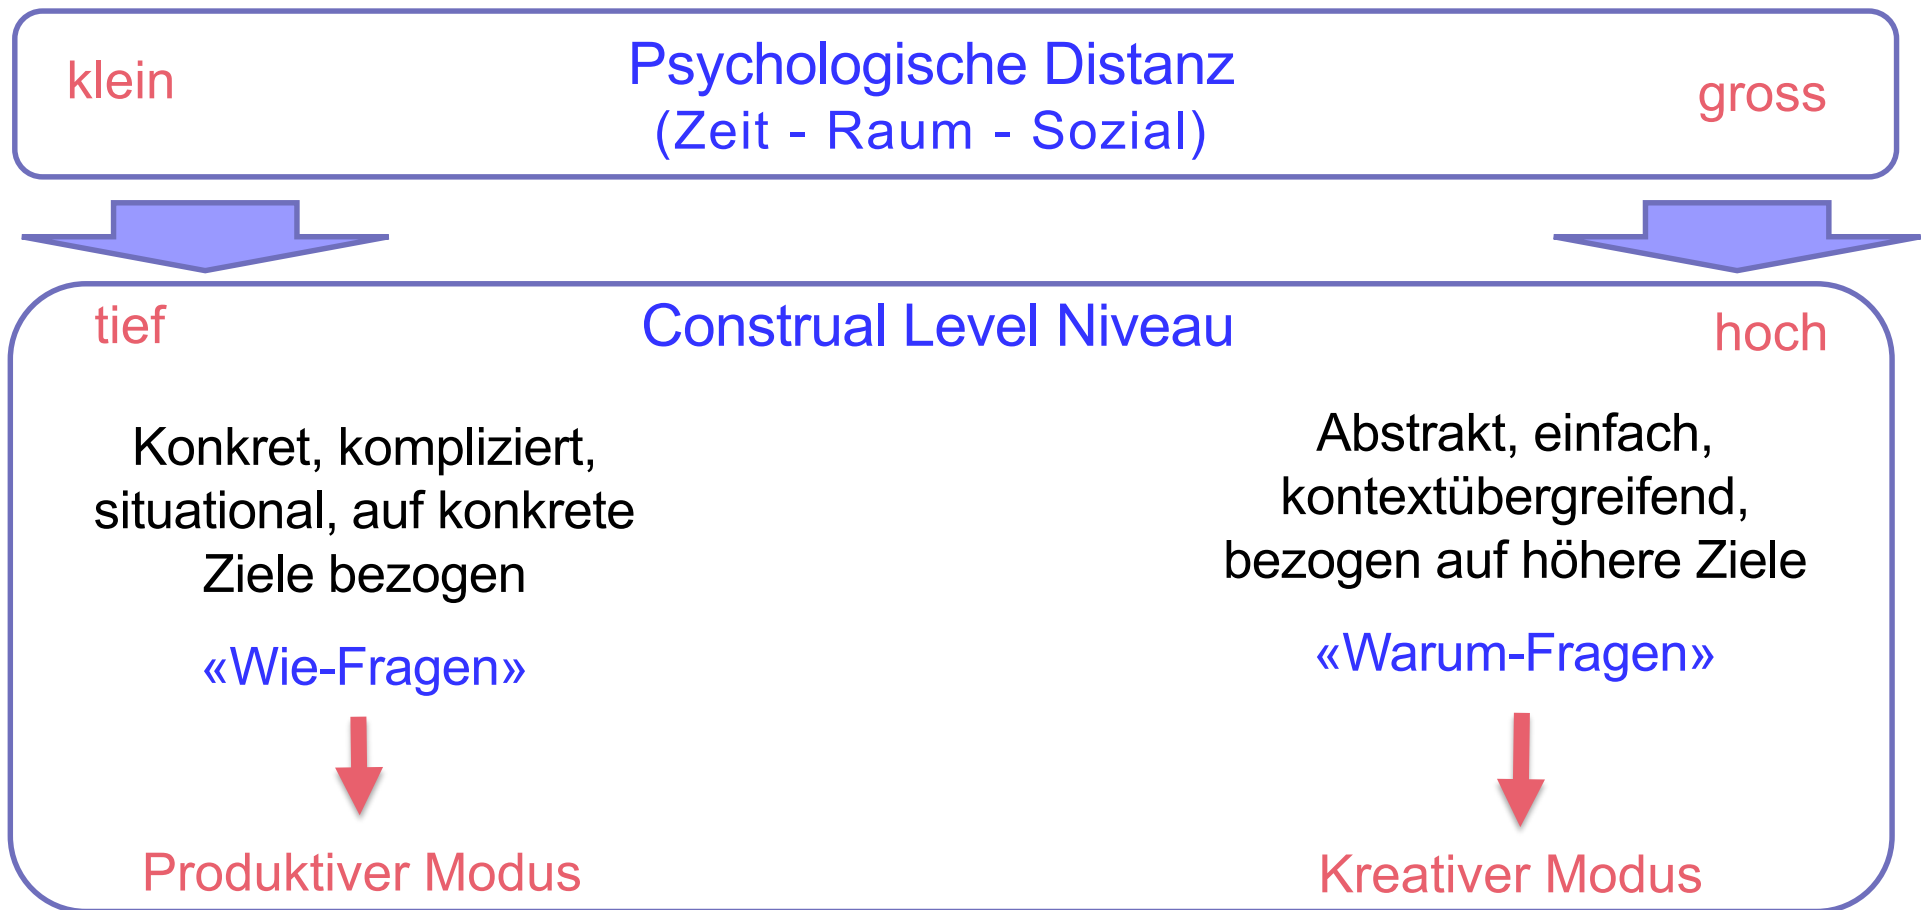 klein
Psychologische Distanz
(Zeit - Raum - Sozial)
gross
tief
Construal Level Niveau
hoch
Konkret, kompliziert,
situational, auf konkrete
Ziele bezogen
«Wie-Fragen»
Produktiver Modus
Abstrakt, einfach,
kontextübergreifend,
bezogen auf höhere Ziele
«Warum-Fragen»
Kreativer Modus